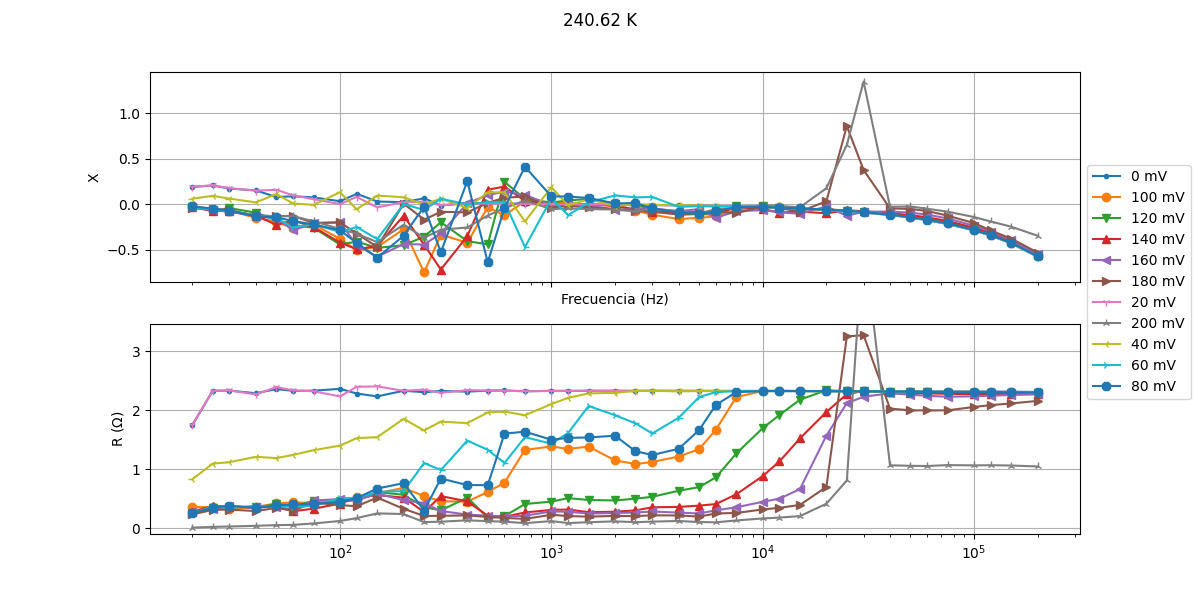 240.62 K
1.0
0.5
0.0
−0.5
X
Frecuencia (Hz)
3
2
1
0
R (Ω)
10²
10³
10⁴
10⁵
0 mV
100 mV
120 mV
140 mV
160 mV
180 mV
20 mV
200 mV
40 mV
60 mV
80 mV